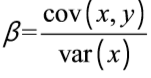 β = cov(x, y) / var(x)